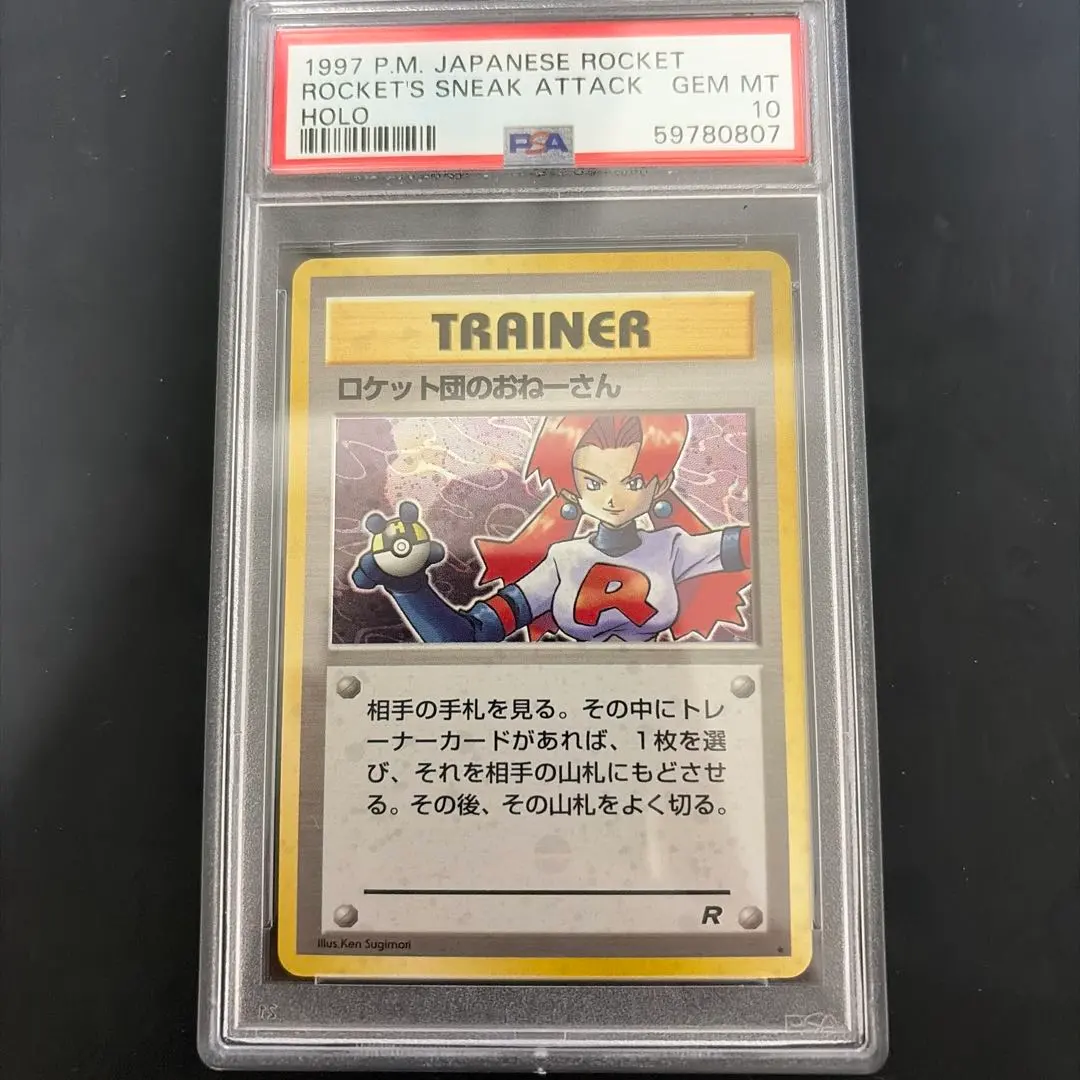 1997 P.M. JAPANESE ROCKET
ROCKET'S SNEAK ATTACK GEM MT
HOLO 10
PSA 59780807
TRAINER
ロケット団のおねーさん
R
相手の手札を見る。その中にトレ
ーナーカードがあれば、1枚を選
び、それを相手の山札にもどさせ
る。その後、その山札をよく切る。
R
Illus.Ken Sugimori
PSA